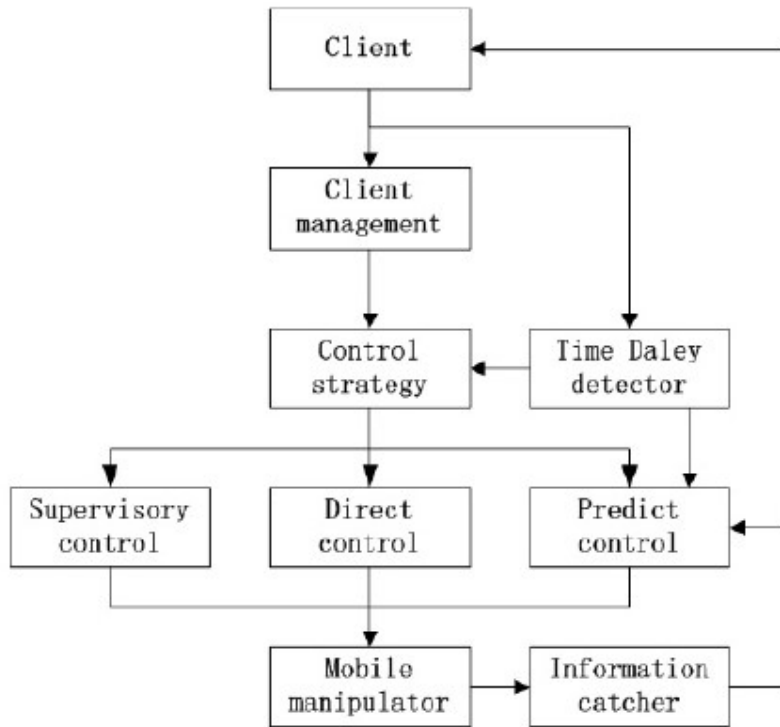 Client
Client
management
Control
strategy
Time Daley
detector
Supervisory
control
Direct
control
Predict
control
Mobile
manipulator
Information
catcher